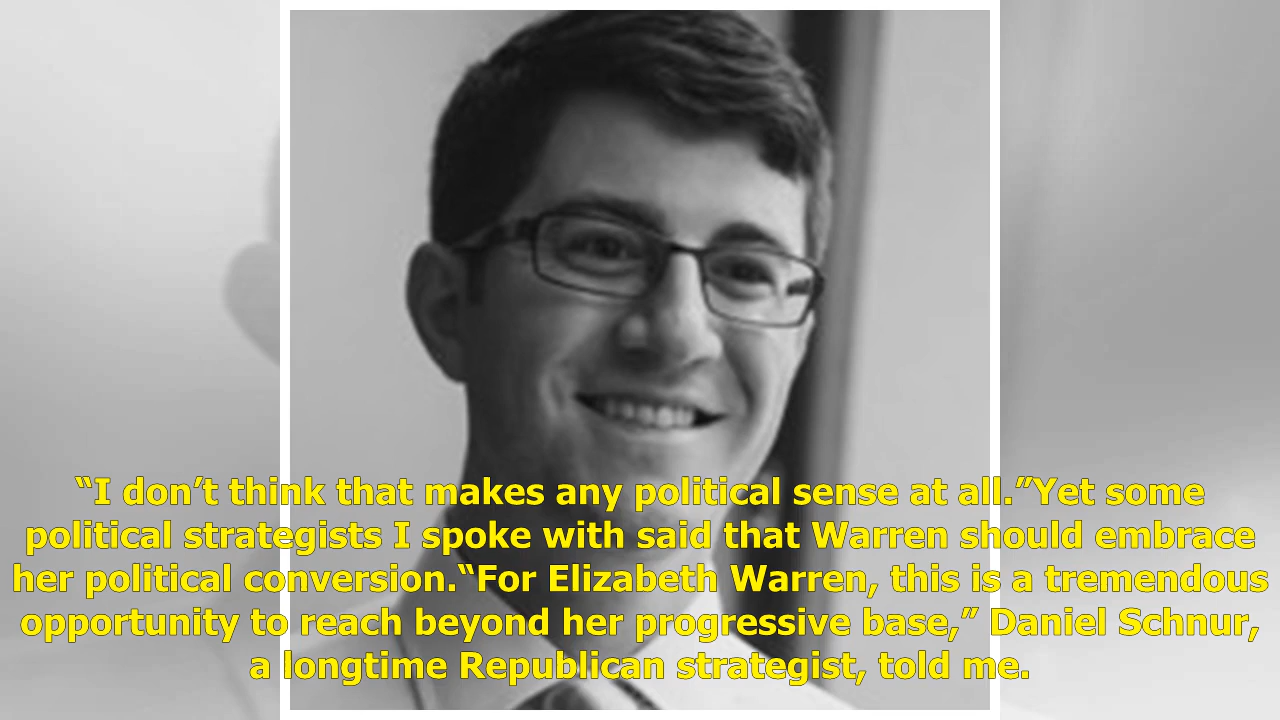 “I don’t think that makes any political sense at all.”Yet some
political strategists I spoke with said that Warren should embrace
her political conversion.“For Elizabeth Warren, this is a tremendous
opportunity to reach beyond her progressive base,” Daniel Schnur,
a longtime Republican strategist, told me.